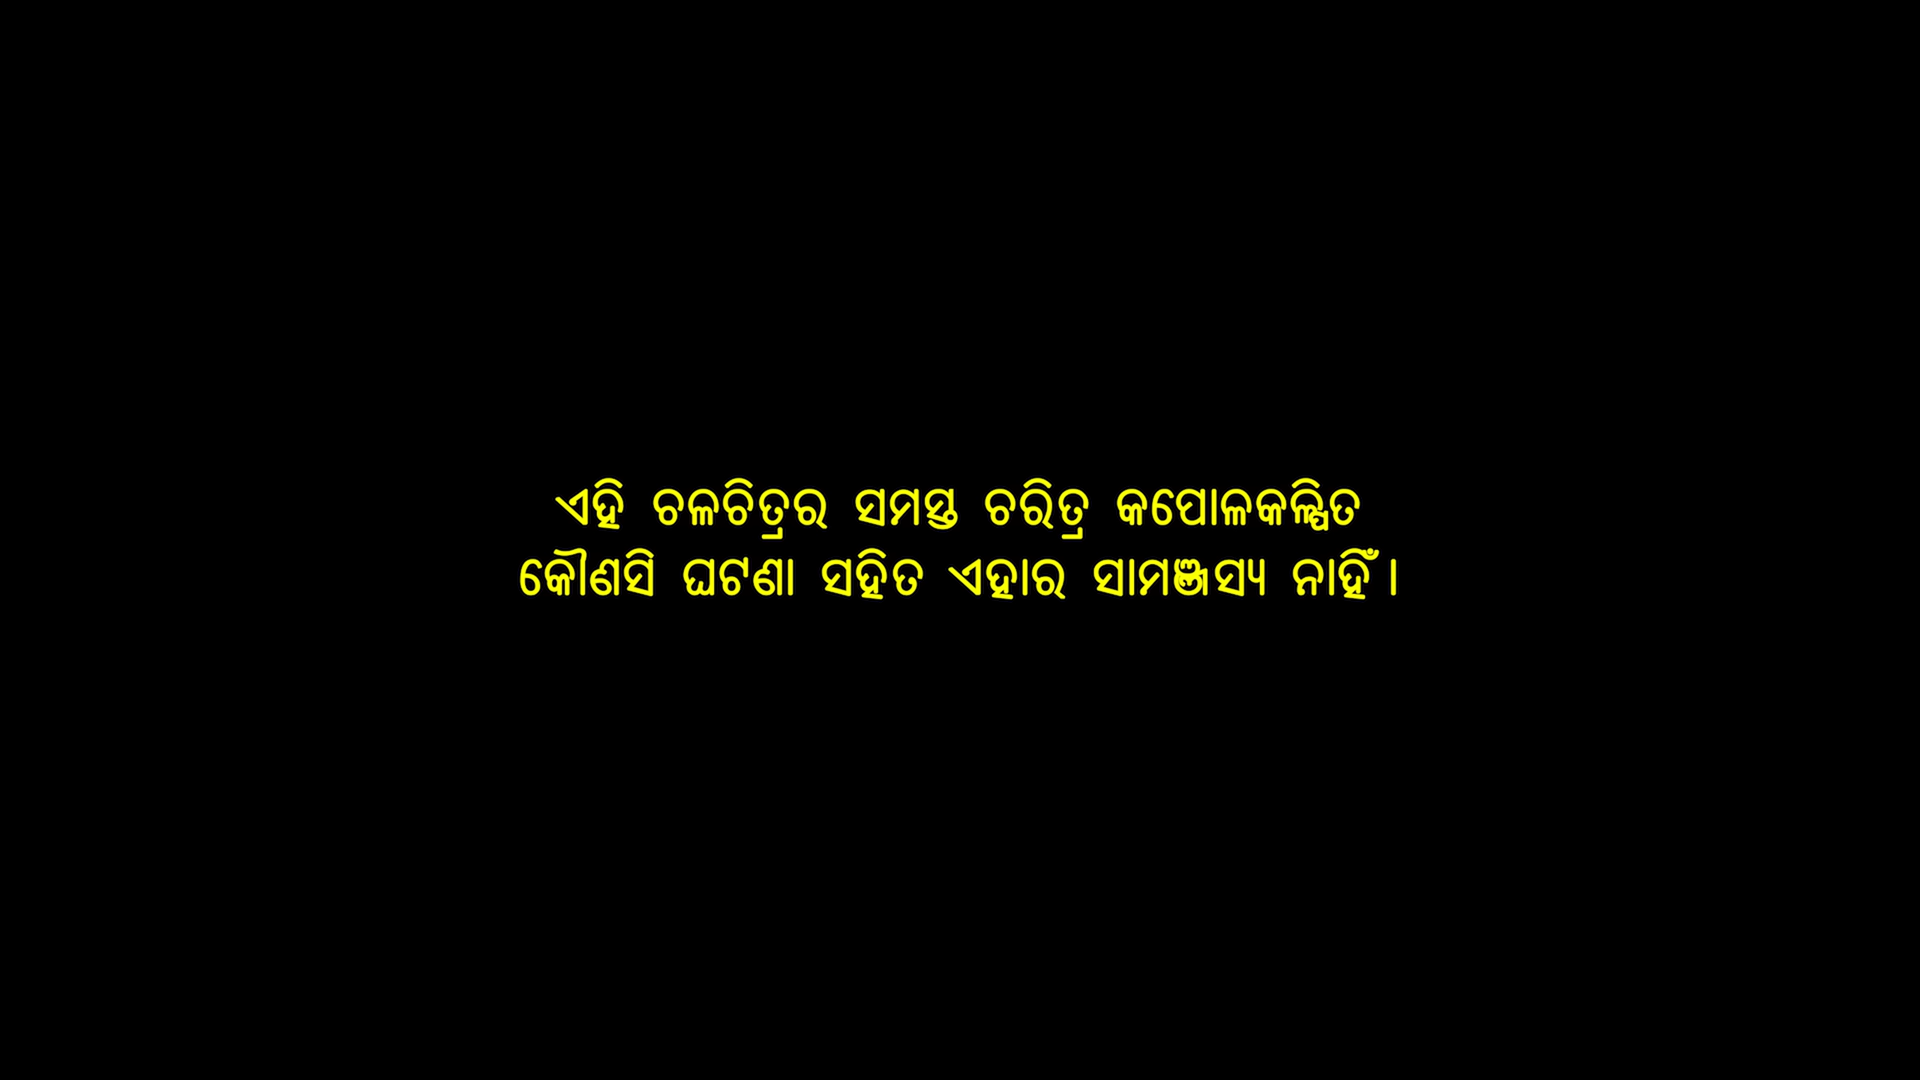 ଏହି ଚଳଚିତ୍ରର ସମସ୍ତ ଚରିତ୍ର କପୋଳକଳ୍ପିତ
କୌଣସି ଘଟଣା ସହିତ ଏହାର ସାମଞ୍ଜସ୍ୟ ନାହିଁ।